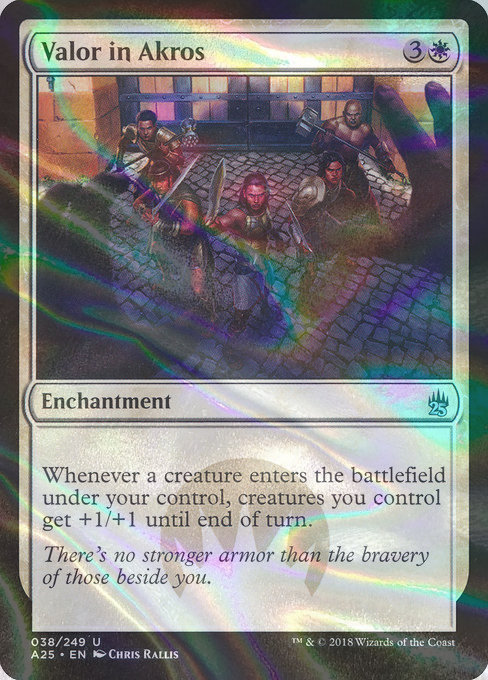 Valor in Akros 3
Enchantment 25
Whenever a creature enters the battlefield
under your control, creatures you control
get +1/+1 until end of turn.
There's no stronger armor than the bravery
of those beside you.
038/249 U
™ & © 2018 Wizards of the Coast
A25 • EN Chris Rallis